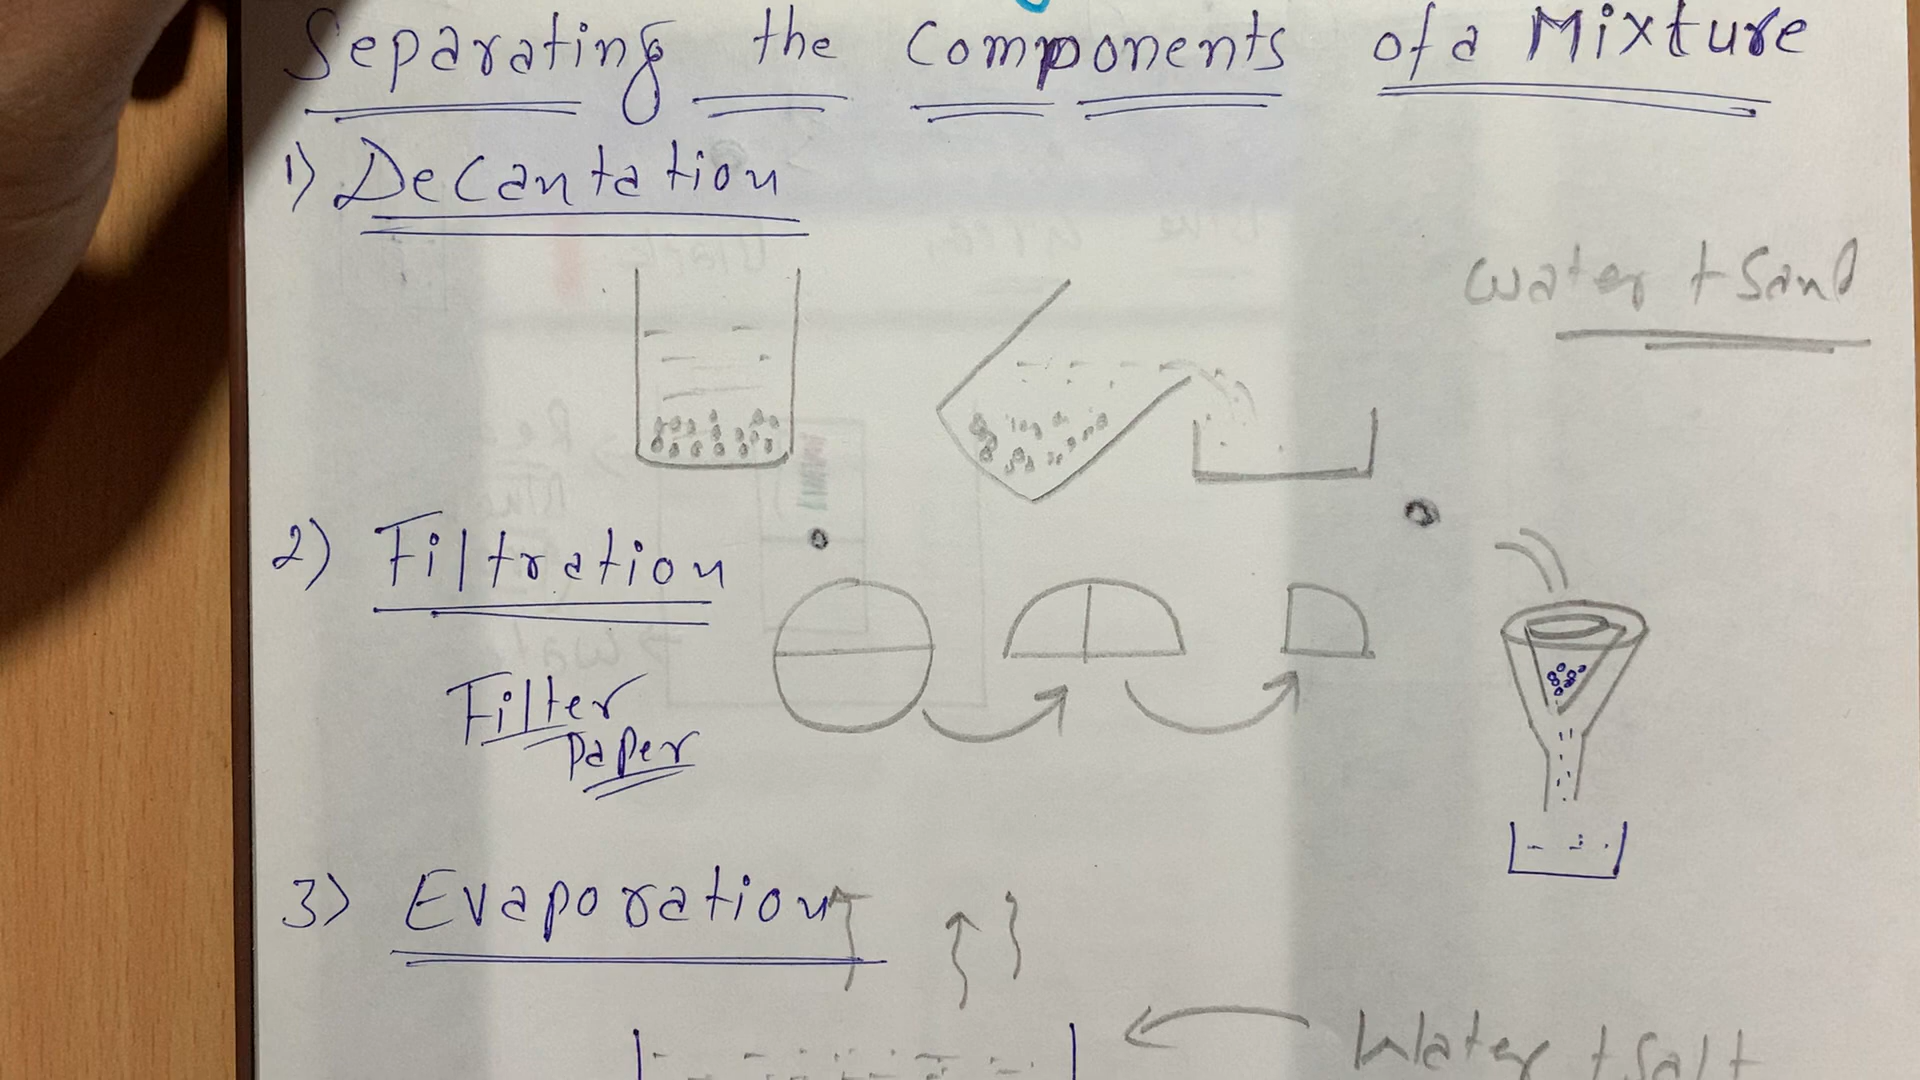 Separating the Components of a Mixture
1) Decantation
Water + Sand
2) Filtration
Filter
Paper
3) Evaporation
Water + Salt